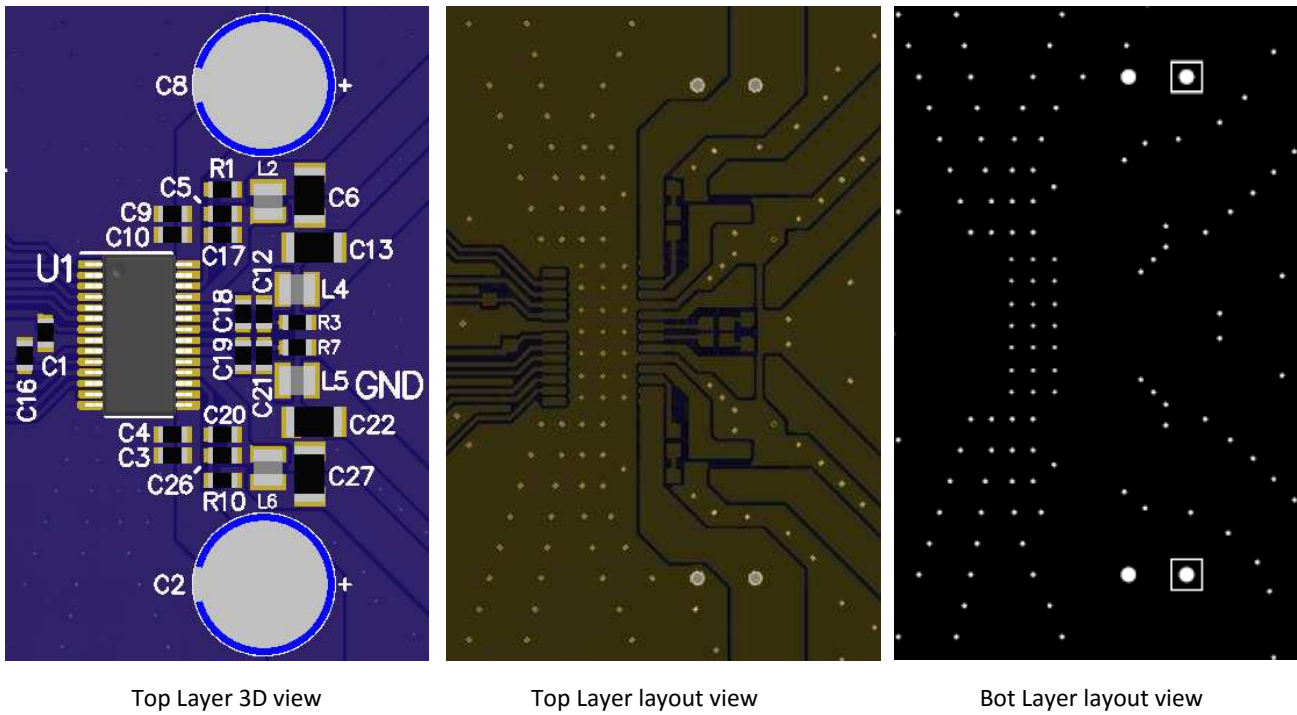 C8
+
R1
L2
C5
C6
C9
C10
C17
C13
U1
C12
L4
C18
R3
R7
C19
C1
C16
C21
L5
GND
C4
C20
C22
C3
C26
C27
R10
L6
C2
+
Top Layer 3D view
Top Layer layout view
Bot Layer layout view